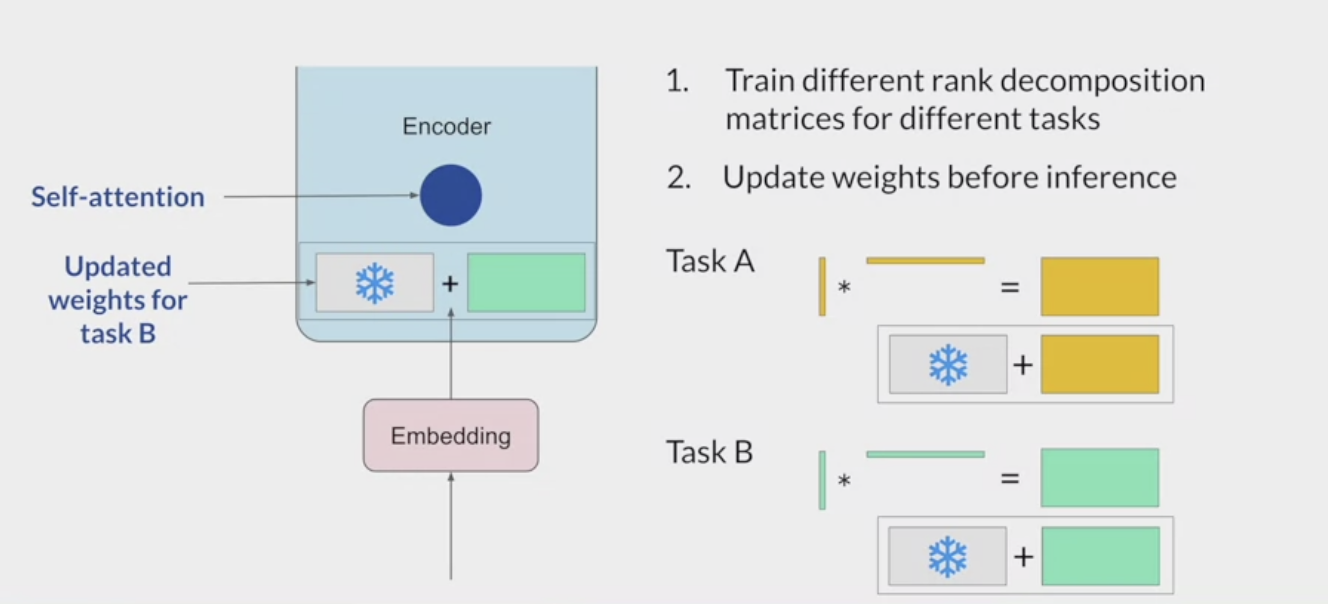 Encoder
Self-attention
Updated
weights for
task B
+
Embedding
1. Train different rank decomposition
matrices for different tasks
2. Update weights before inference
Task A
* =
+
Task B
* =
+